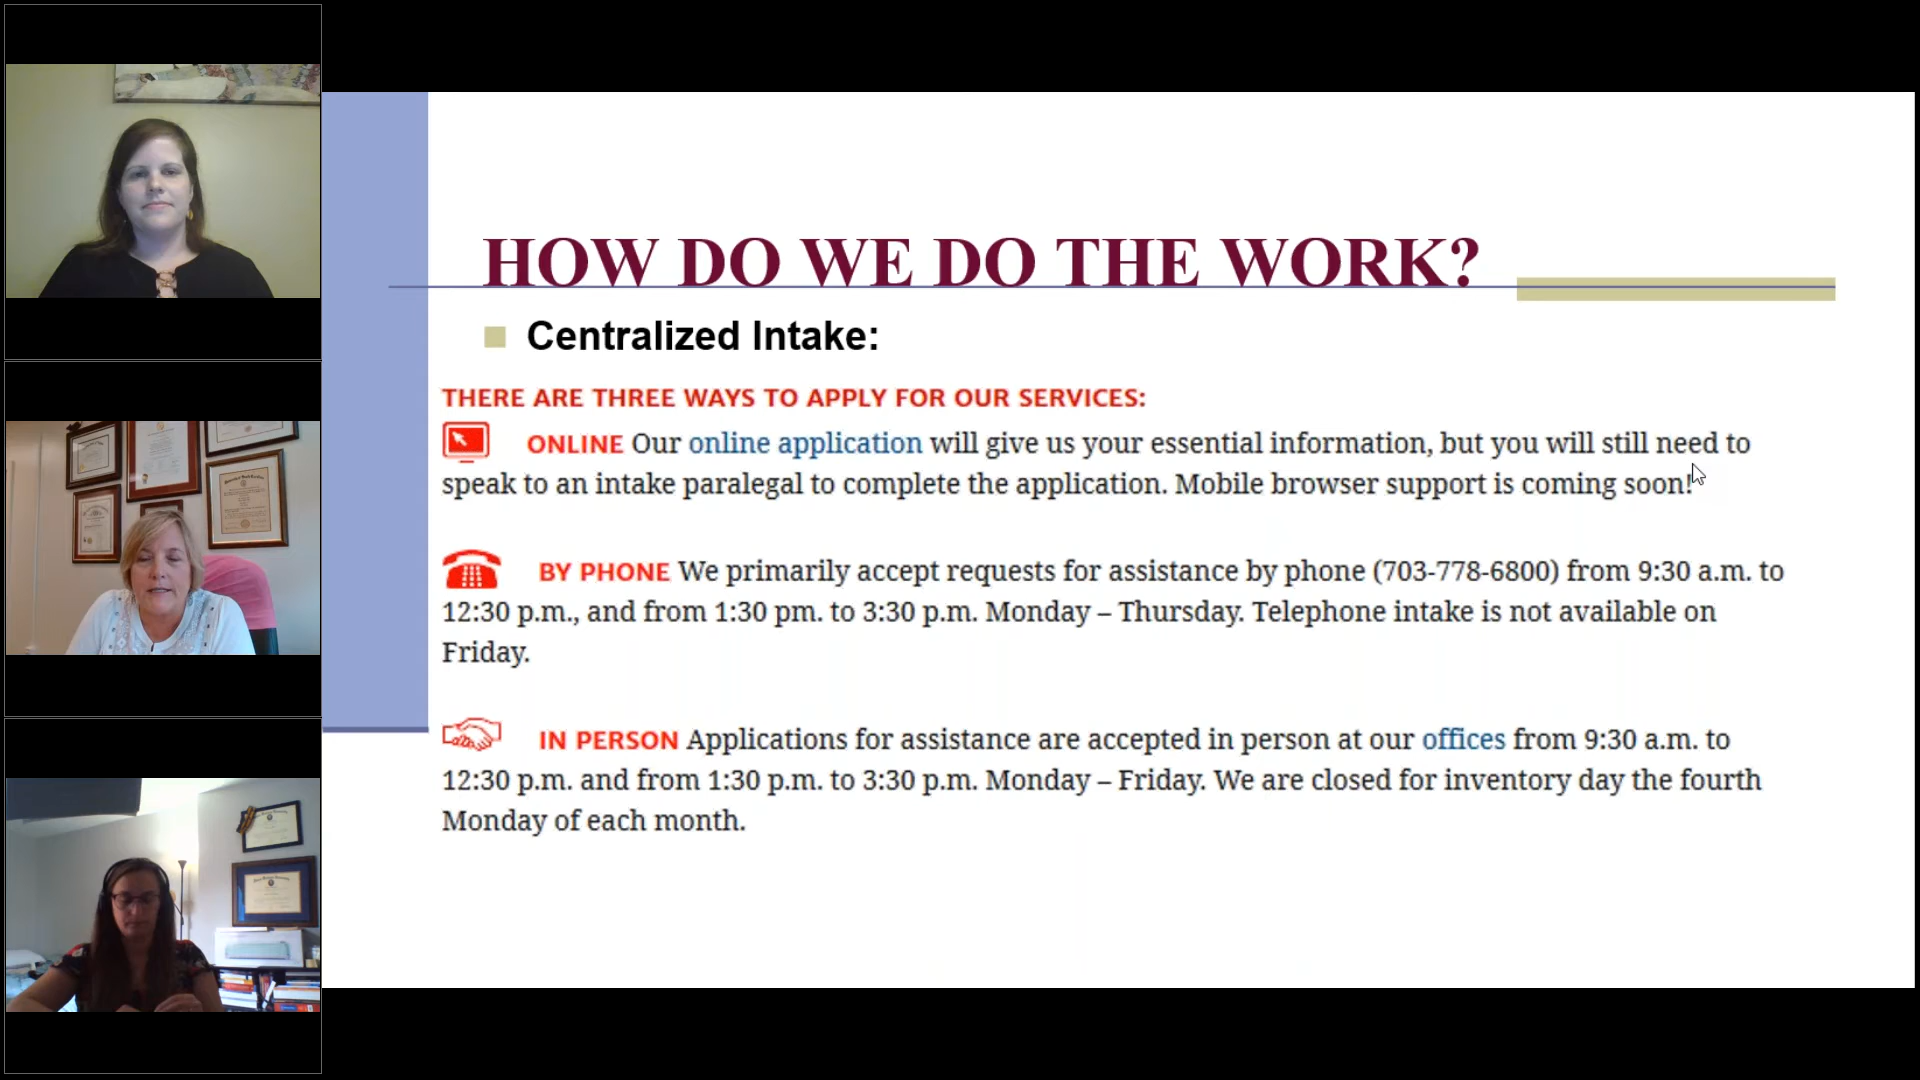 HOW DO WE DO THE WORK?
Centralized Intake:
THERE ARE THREE WAYS TO APPLY FOR OUR SERVICES:
ONLINE Our online application will give us your essential information, but you will still need to
speak to an intake paralegal to complete the application. Mobile browser support is coming soon!
BY PHONE We primarily accept requests for assistance by phone (703-778-6800) from 9:30 a.m. to
12:30 p.m., and from 1:30 pm. to 3:30 p.m. Monday – Thursday. Telephone intake is not available on
Friday.
IN PERSON Applications for assistance are accepted in person at our offices from 9:30 a.m. to
12:30 p.m. and from 1:30 p.m. to 3:30 p.m. Monday – Friday. We are closed for inventory day the fourth
Monday of each month.